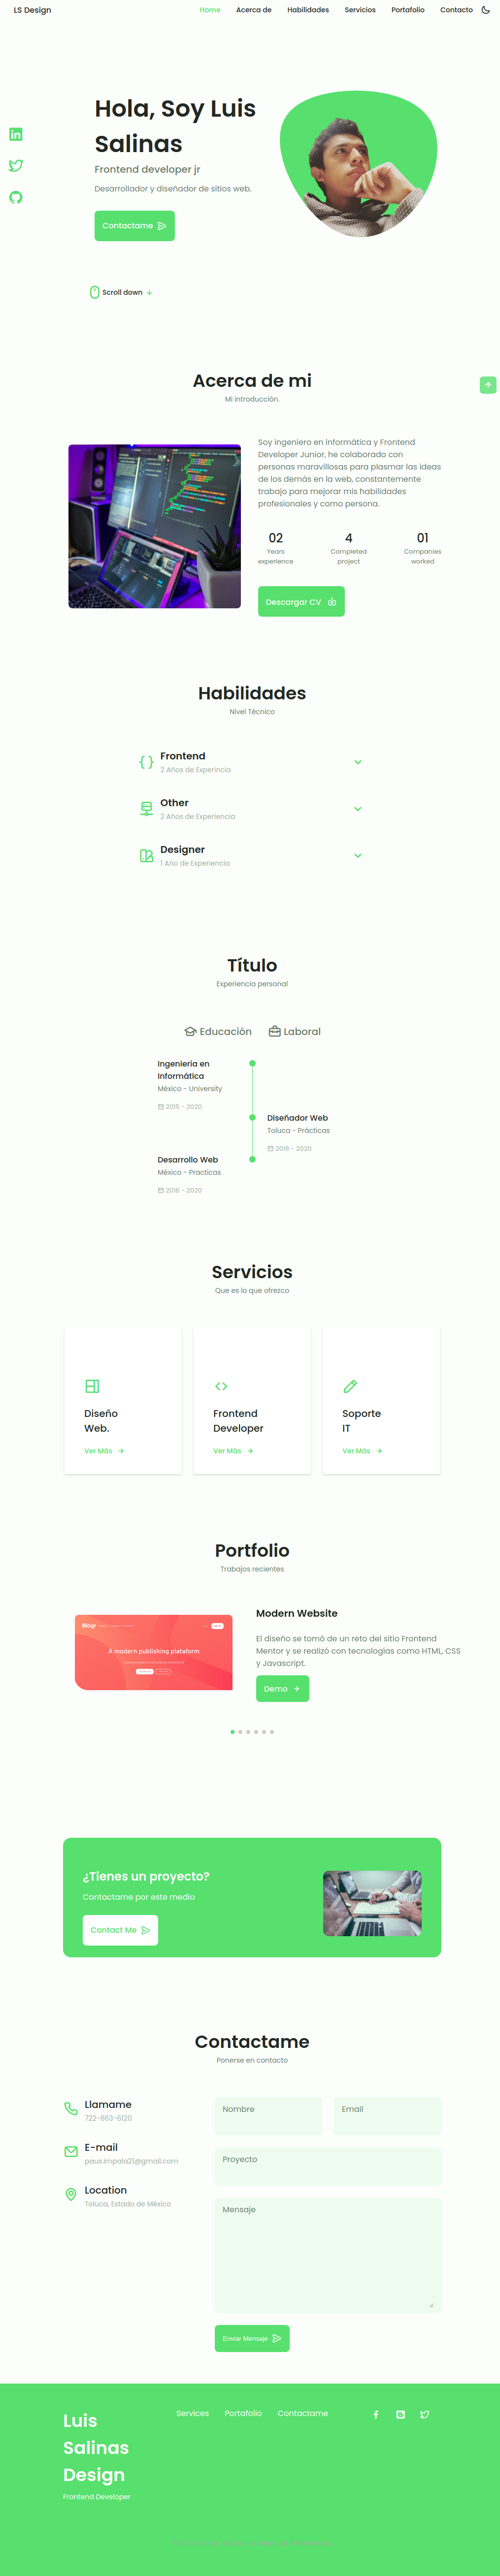 LS Design
Home Acerca de Habilidades Servicios Portafolio Contacto
Hola, Soy Luis
Salinas
Frontend developer jr
Desarrollador y diseñador de sitios web.
Contactame
Scroll down
Acerca de mi
Mi introducción.
Soy ingeniero en informática y Frontend
Developer Junior, he colaborado con
personas maravillosas para plasmar las ideas
de los demás en la web, constantemente
trabajo para mejorar mis habilidades
profesionales y como persona.
02 4 01
Years Completed Companies
experience project worked
Descargar CV
Habilidades
Nivel Técnico
Frontend
2 Años de Experincia
Other
2 Años de Experiencia
Designer
1 Año de Experiencia
Título
Experiencia personal
Educación Laboral
Ingeniería en
Informática
México - University
2015 - 2020
Diseñador Web
Toluca - Prácticas
2018 - 2020
Desarrollo Web
México - Practicas
2019 - 2020
Servicios
Que es lo que ofrezco
Diseño
Web.
Ver Más
Frontend
Developer
Ver Más
Soporte
IT
Ver Más
Portfolio
Trabajos recientes
Blogr
A modern publishing plataform
Modern Website
El diseño se tomó de un reto del sitio Frontend
Mentor y se realizó con tecnologías como HTML, CSS
y Javascript.
Demo
¿Tienes un proyecto?
Contactame por este medio
Contact Me
Contactame
Ponerse en contacto
Llamame
722-663-6120
E-mail
paus.impala21@gmail.com
Location
Toluca, Estado de México
Nombre
Email
Proyecto
Mensaje
Enviar Mensaje
Luis
Salinas
Design
Frontend Developer
Services Portafolio Contactame